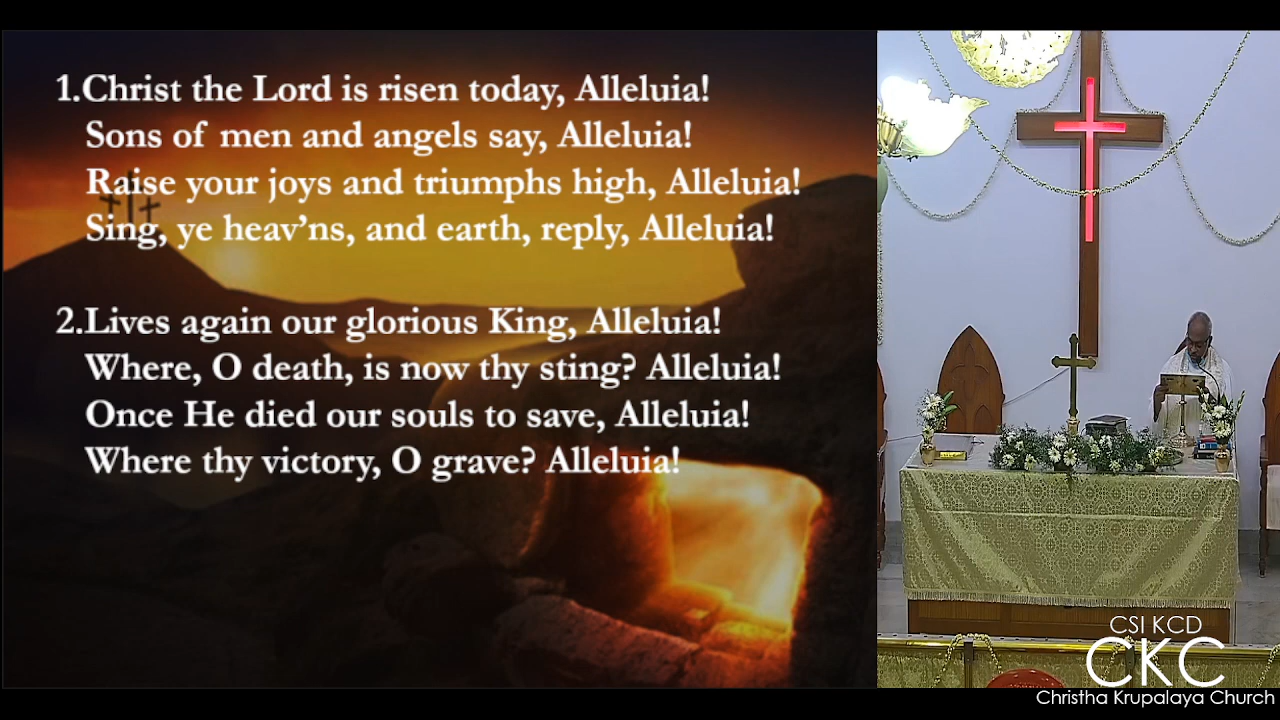 1.Christ the Lord is risen today, Alleluia!
Sons of men and angels say, Alleluia!
Raise your joys and triumphs high, Alleluia!
Sing, ye heav’ns, and earth, reply, Alleluia!
2.Lives again our glorious King, Alleluia!
Where, O death, is now thy sting? Alleluia!
Once He died our souls to save, Alleluia!
Where thy victory, O grave? Alleluia!
CSI KCD
CKC
Christha Krupalaya Church